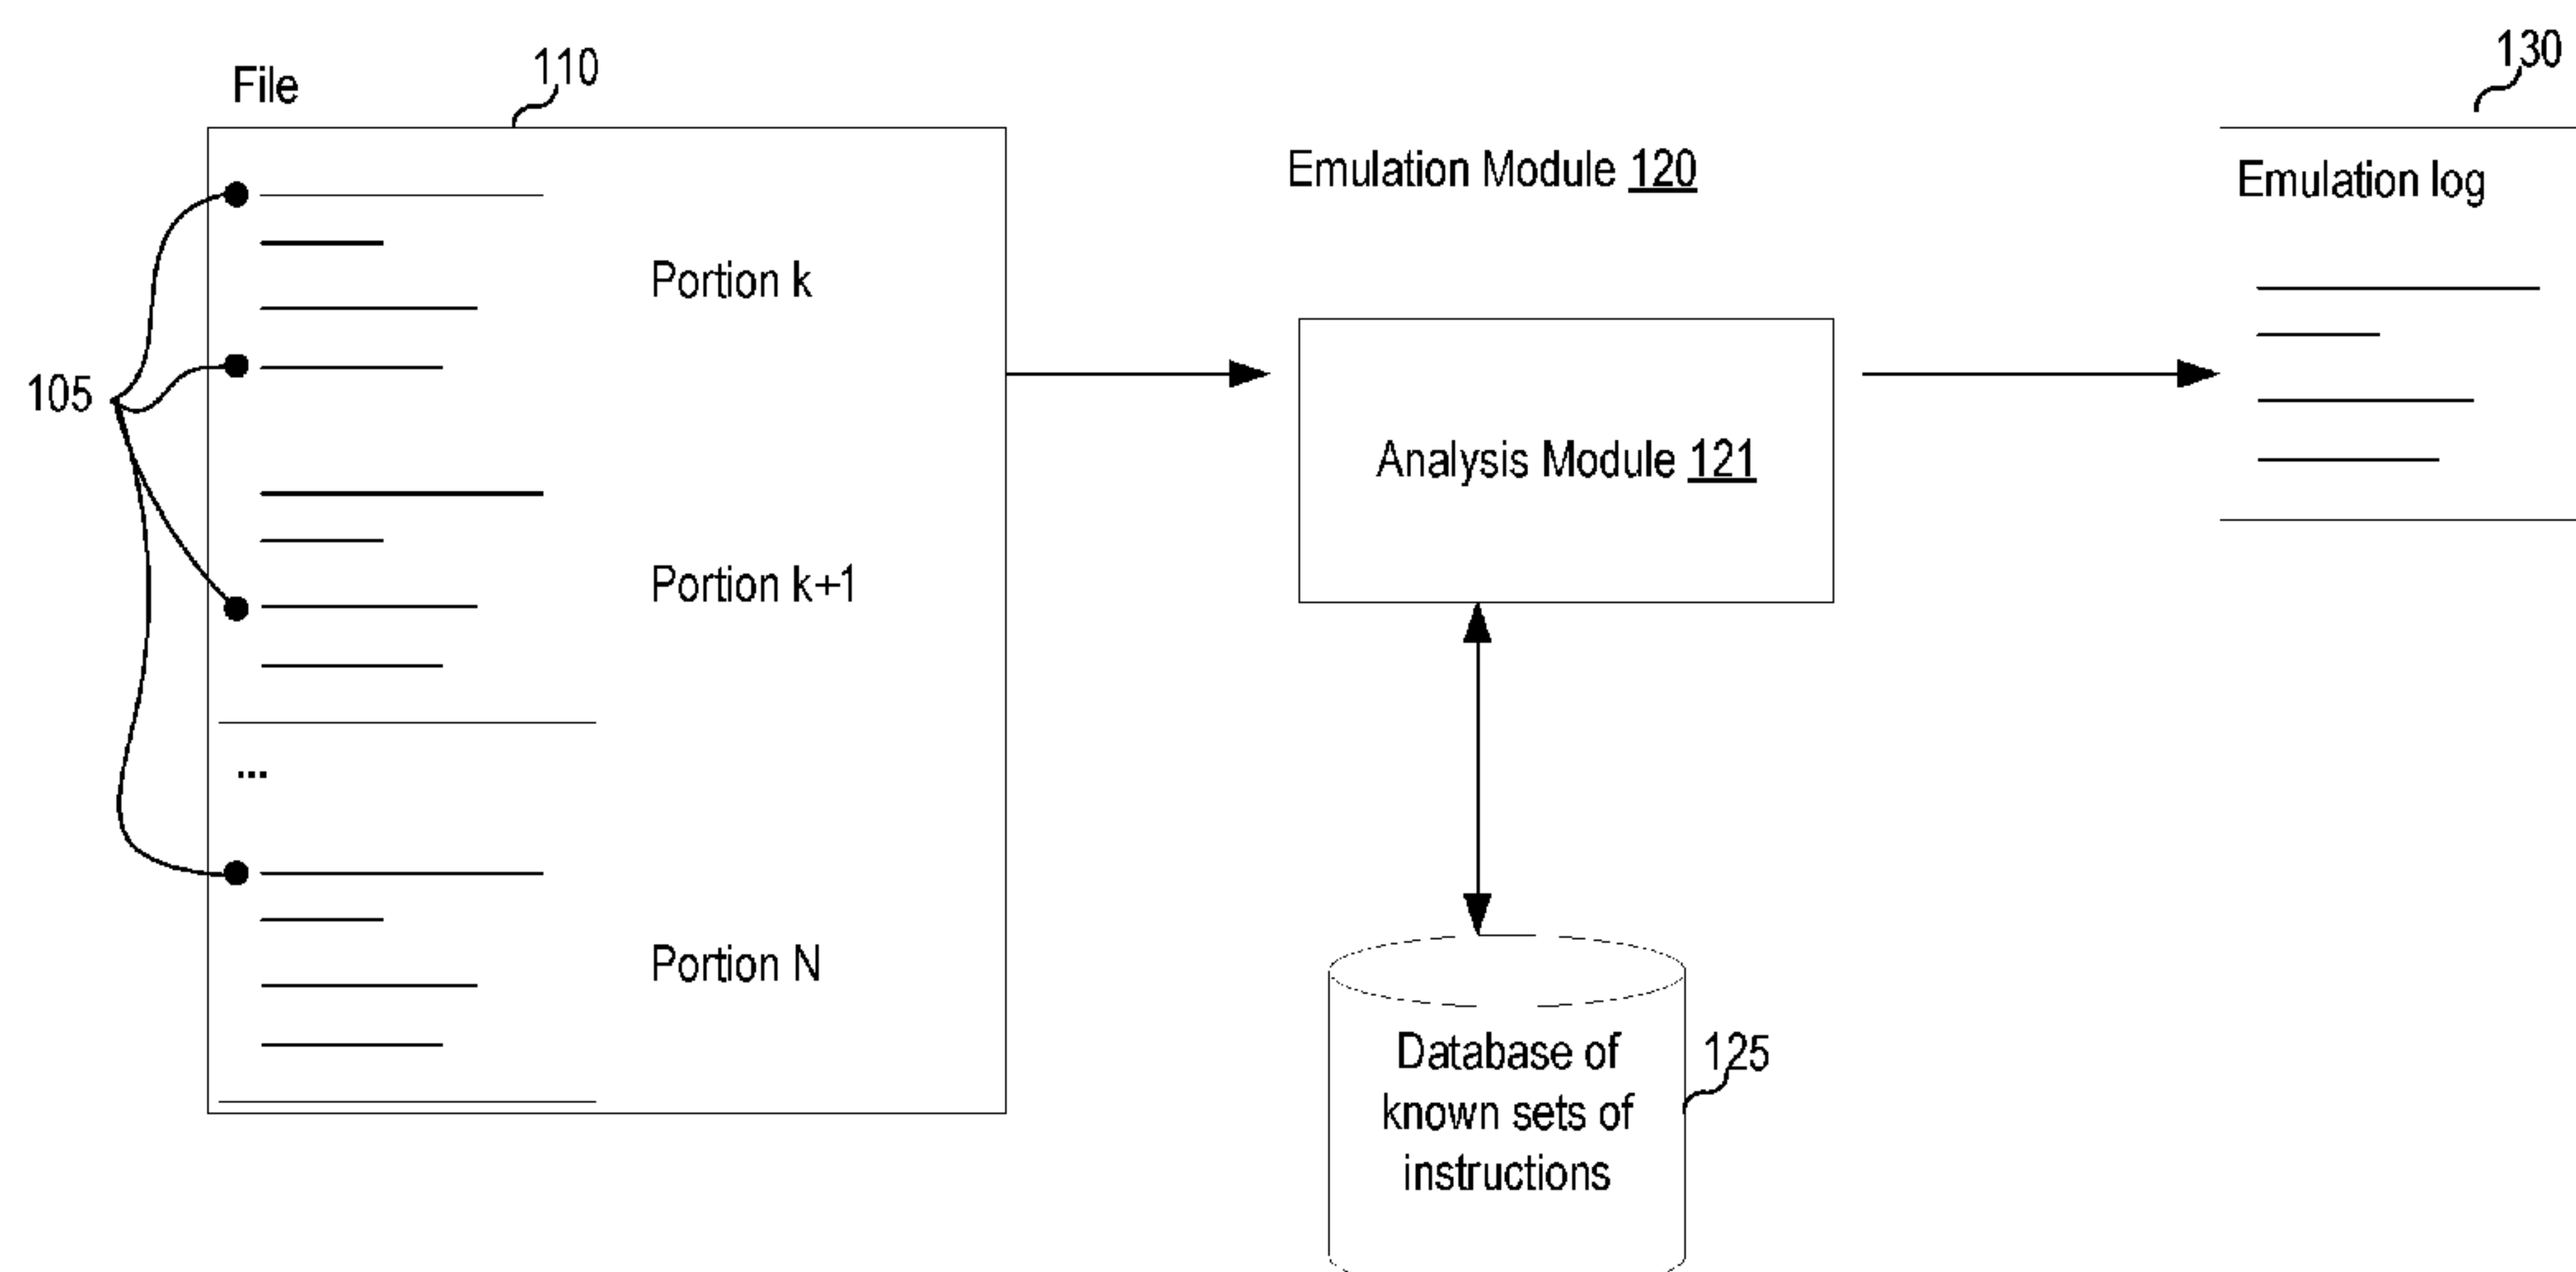 File
110
Portion k
105
Portion k+1
...
Portion N
Emulation Module 120
Analysis Module 121
Database of
known sets of
instructions
125
130
Emulation log